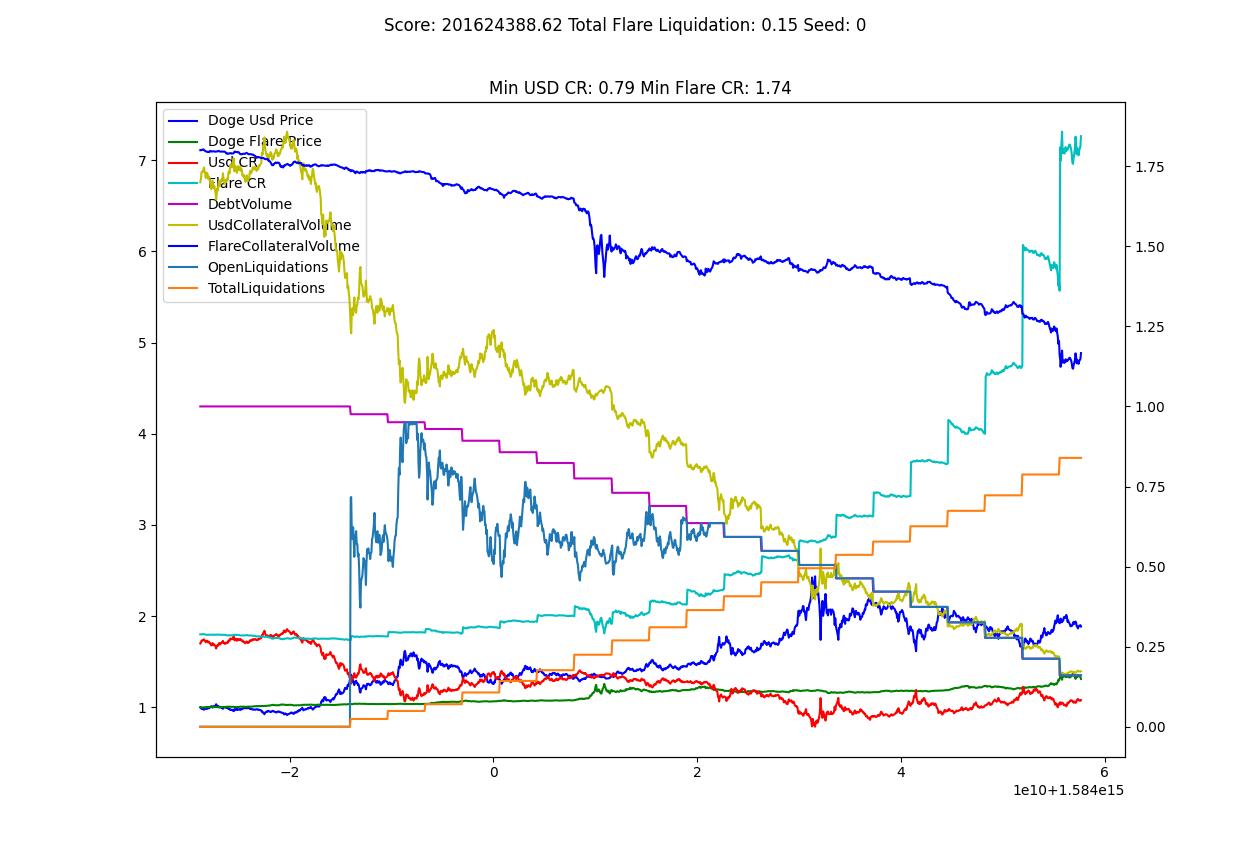 Score: 201624388.62 Total Flare Liquidation: 0.15 Seed: 0
Min USD CR: 0.79 Min Flare CR: 1.74
Doge Usd Price
Doge Flare Price
Usd CR
Flare CR
DebtVolume
UsdCollateralVolume
FlareCollateralVolume
OpenLiquidations
TotalLiquidations
7
6
5
4
3
2
1
1.75
1.50
1.25
1.00
0.75
0.50
0.25
0.00
−2
0
2
4
6
1e10+1.584e15